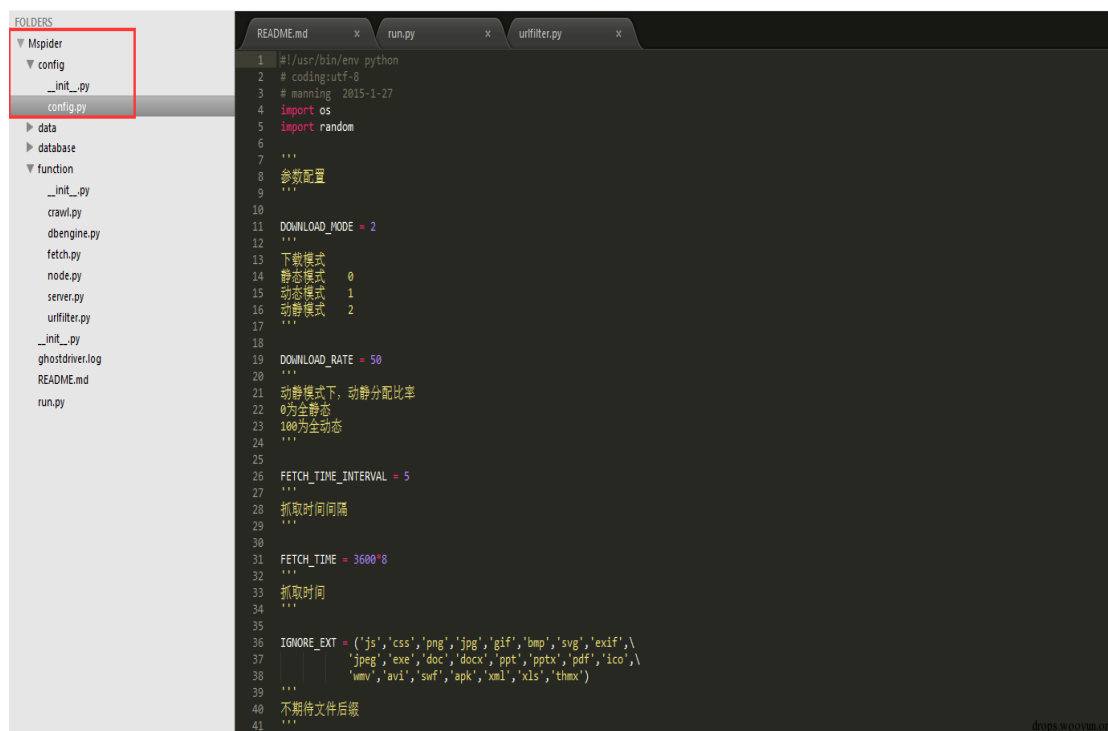 FOLDERS
Mspider
config
__init__.py
config.py
data
database
function
__init__.py
crawl.py
dbengine.py
fetch.py
node.py
server.py
urlfilter.py
__init__.py
ghostdriver.log
README.md
run.py
README.md x run.py x urlfilter.py x
1 #!/usr/bin/env python
2 # coding:utf-8
3 # manning 2015-1-27
4 import os
5 import random
6
7 '''
8 参数配置
9 '''
10
11 DOWNLOAD_MODE = 2
12 '''
13 下载模式
14 静态模式 0
15 动态模式 1
16 动静模式 2
17 '''
18
19 DOWNLOAD_RATE = 50
20 '''
21 动静模式下，动静分配比率
22 0为全静态
23 100为全动态
24 '''
25
26 FETCH_TIME_INTERVAL = 5
27 '''
28 抓取时间间隔
29 '''
30
31 FETCH_TIME = 3600*8
32 '''
33 抓取时间
34 '''
35
36 IGNORE_EXT = ('js','css','png','jpg','gif','bmp','svg','exif',\
37 'jpeg','exe','doc','docx','ppt','pptx','pdf','ico',\
38 'wmv','avi','swf','apk','xml','xls','thmx')
39 '''
40 不期待文件后缀
41 '''
drops.wooyun.or